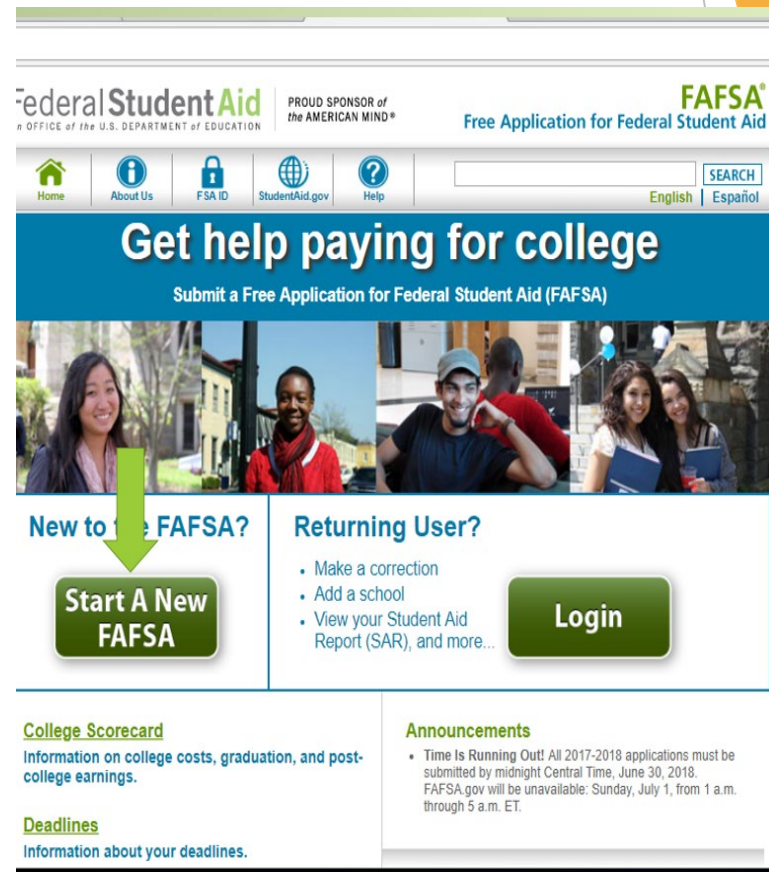 Federal Student Aid
An OFFICE of the U.S. DEPARTMENT of EDUCATION
PROUD SPONSOR of
the AMERICAN MIND®
FAFSA®
Free Application for Federal Student Aid
Home
About Us
FSA ID
StudentAid.gov
Help
SEARCH
English | Español
Get help paying for college
Submit a Free Application for Federal Student Aid (FAFSA)
New to the FAFSA?
Start A New
FAFSA
Returning User?
• Make a correction
• Add a school
• View your Student Aid
Report (SAR), and more...
Login
College Scorecard
Information on college costs, graduation, and post-
college earnings.
Deadlines
Information about your deadlines.
Announcements
• Time Is Running Out! All 2017-2018 applications must be
submitted by midnight Central Time, June 30, 2018.
FAFSA.gov will be unavailable: Sunday, July 1, from 1 a.m.
through 5 a.m. ET.